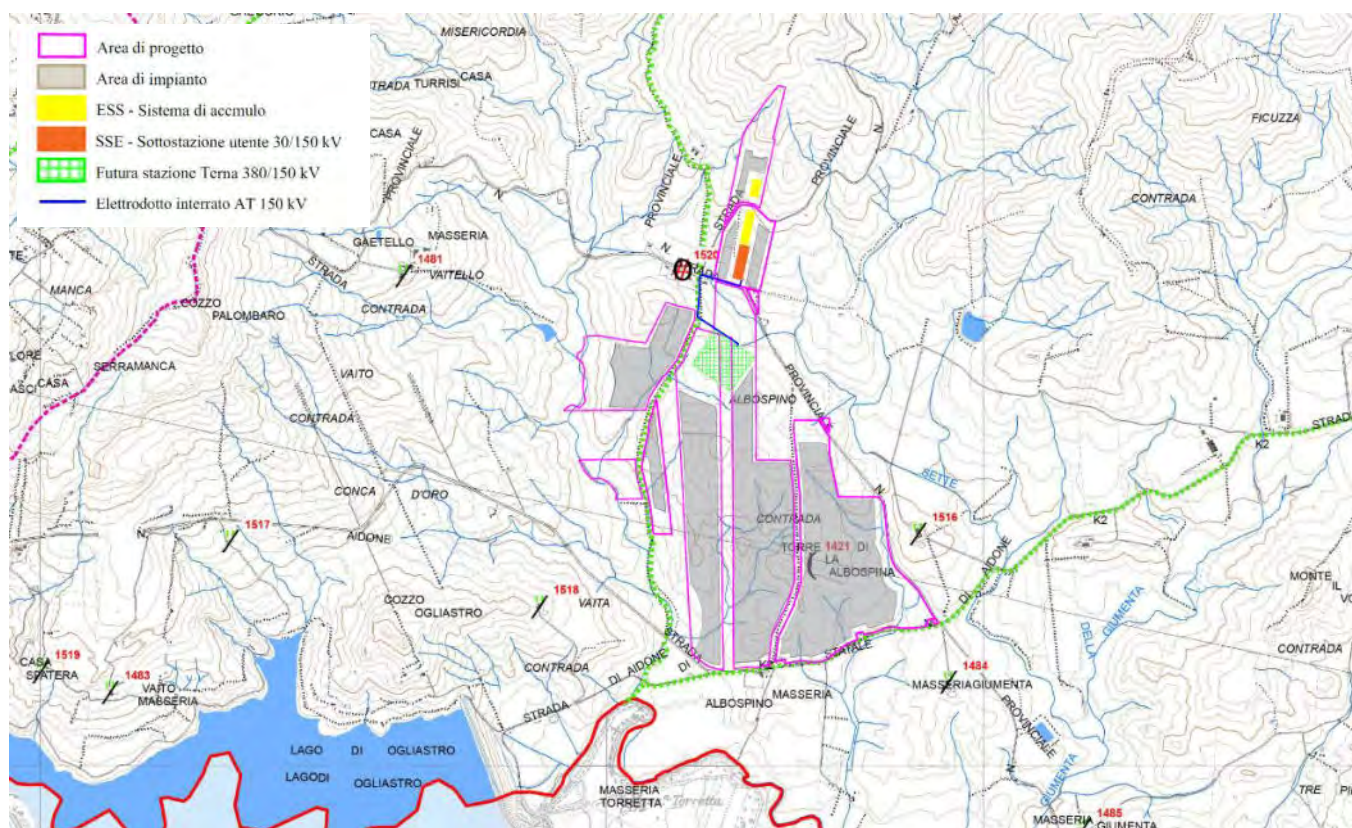 Area di progetto
Area di impianto
ESS - Sistema di accmulo
SSE - Sottostazione utente 30/150 kV
Futura stazione Terna 380/150 kV
Elettrodotto interrato AT 150 kV
MISERICORDIA
TURRISI
CASA
CASA
PROVINCIALE
N
PROVINCIALE
STRADA
PROVINCIALE
N
FICUZZA
CONTRADA
GAETELLO
MASSERIA
1481
VAITELLO
STRADA
CONTRADA
N
1520
MANCA
COZZO
PALOMBARO
SERRAMANCA
CASA
VAITO
CONTRADA
ALBOSPINO
PROVINCIALE
N
STRADA
K2
SETTE
CONCA
D'ORO
AIDONE
N
1517
CONTRADA
TORRE 1421 DI
LA
ALBOSPINA
1516
K2
DI AIDONE
COZZO
OGLIASTRO
1518
VAITA
CONTRADA
MONTE
IL
CONTRADA
DELLA
GIUMENTA
CASA
1519
SPATERA
1483
VAITO
MASSERIA
STRADA
DI AIDONE
STRADA
DI
K2
STATALE
N
MASSERIA
ALBOSPINO
1484
MASSERIAGIUMENTA
PROVINCIALE
N
LAGO DI OGLIASTRO
LAGODI OGLIASTRO
MASSERIA
TORRETTA
Torretta
GIUMENTA
TRE
MASSERIA
1485
GIUMENTA